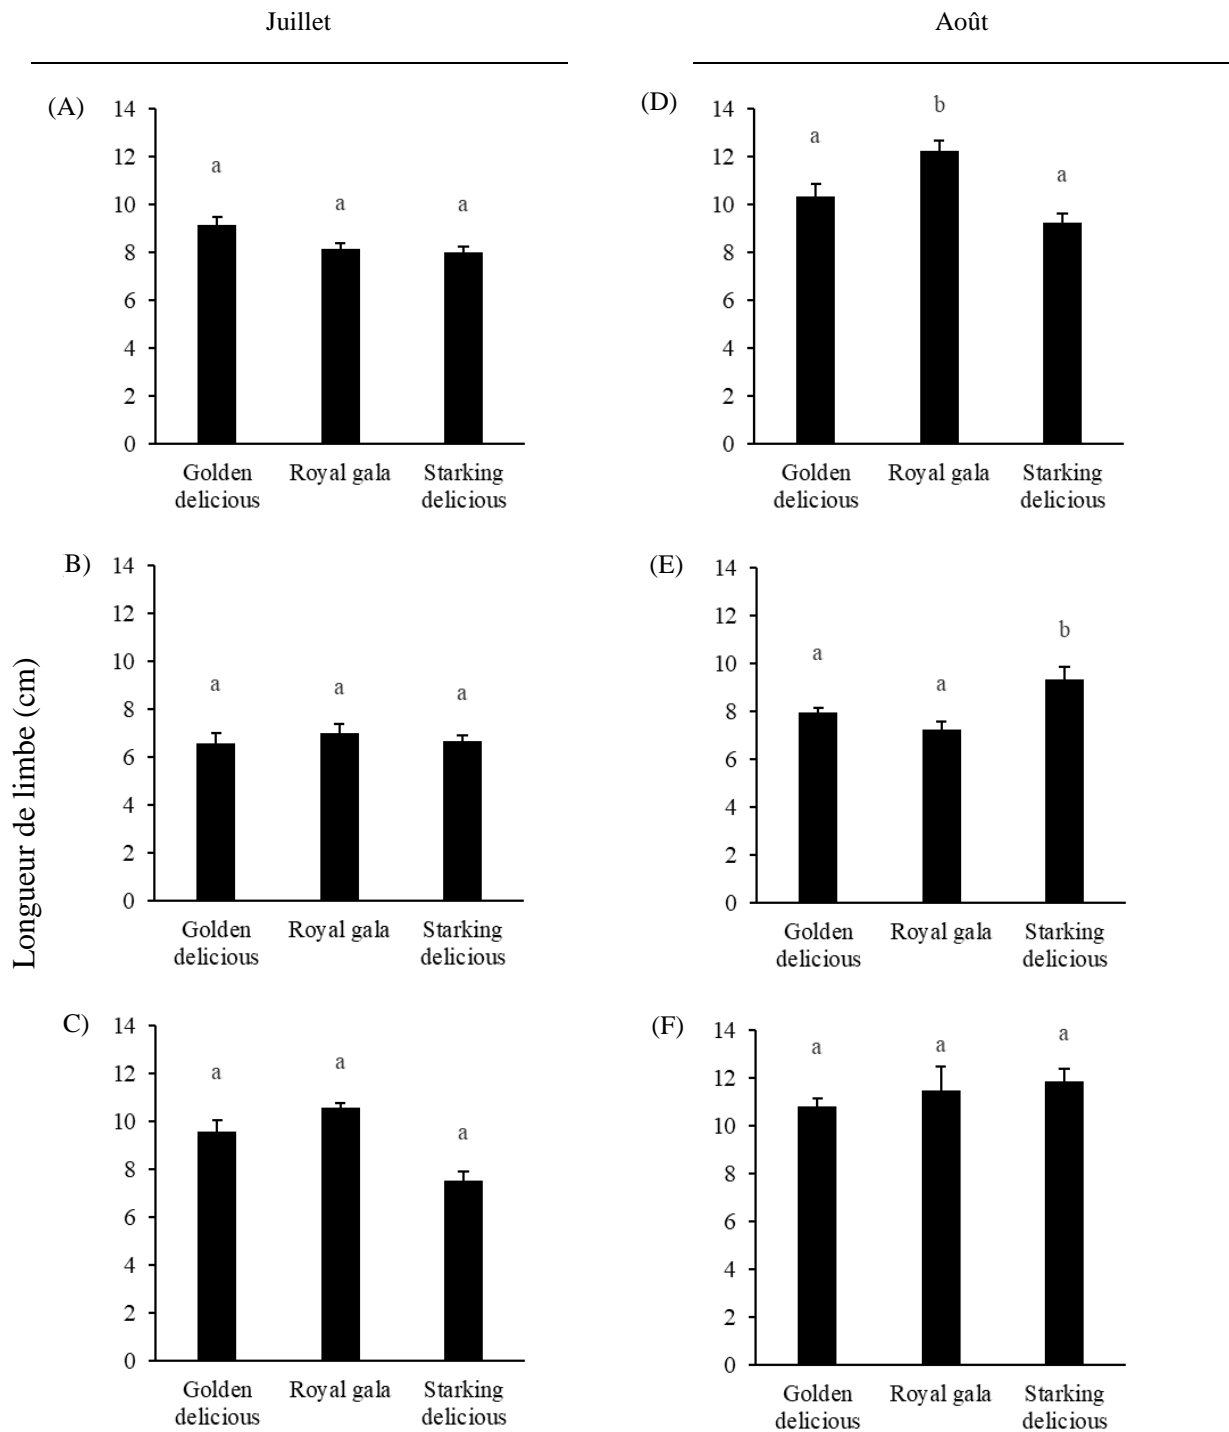 Juillet
Août
(A)
14
12
10
8
6
4
2
0
a
a
a
Golden
delicious
Royal gala
Starking
delicious
(D)
14
12
10
8
6
4
2
0
a
b
a
Golden
delicious
Royal gala
Starking
delicious
Longueur de limbe (cm)
B)
14
12
10
8
6
4
2
0
a
a
a
Golden
delicious
Royal gala
Starking
delicious
(E)
14
12
10
8
6
4
2
0
a
a
b
Golden
delicious
Royal gala
Starking
delicious
C)
14
12
10
8
6
4
2
0
a
a
a
Golden
delicious
Royal gala
Starking
delicious
(F)
14
12
10
8
6
4
2
0
a
a
a
Golden
delicious
Royal gala
Starking
delicious